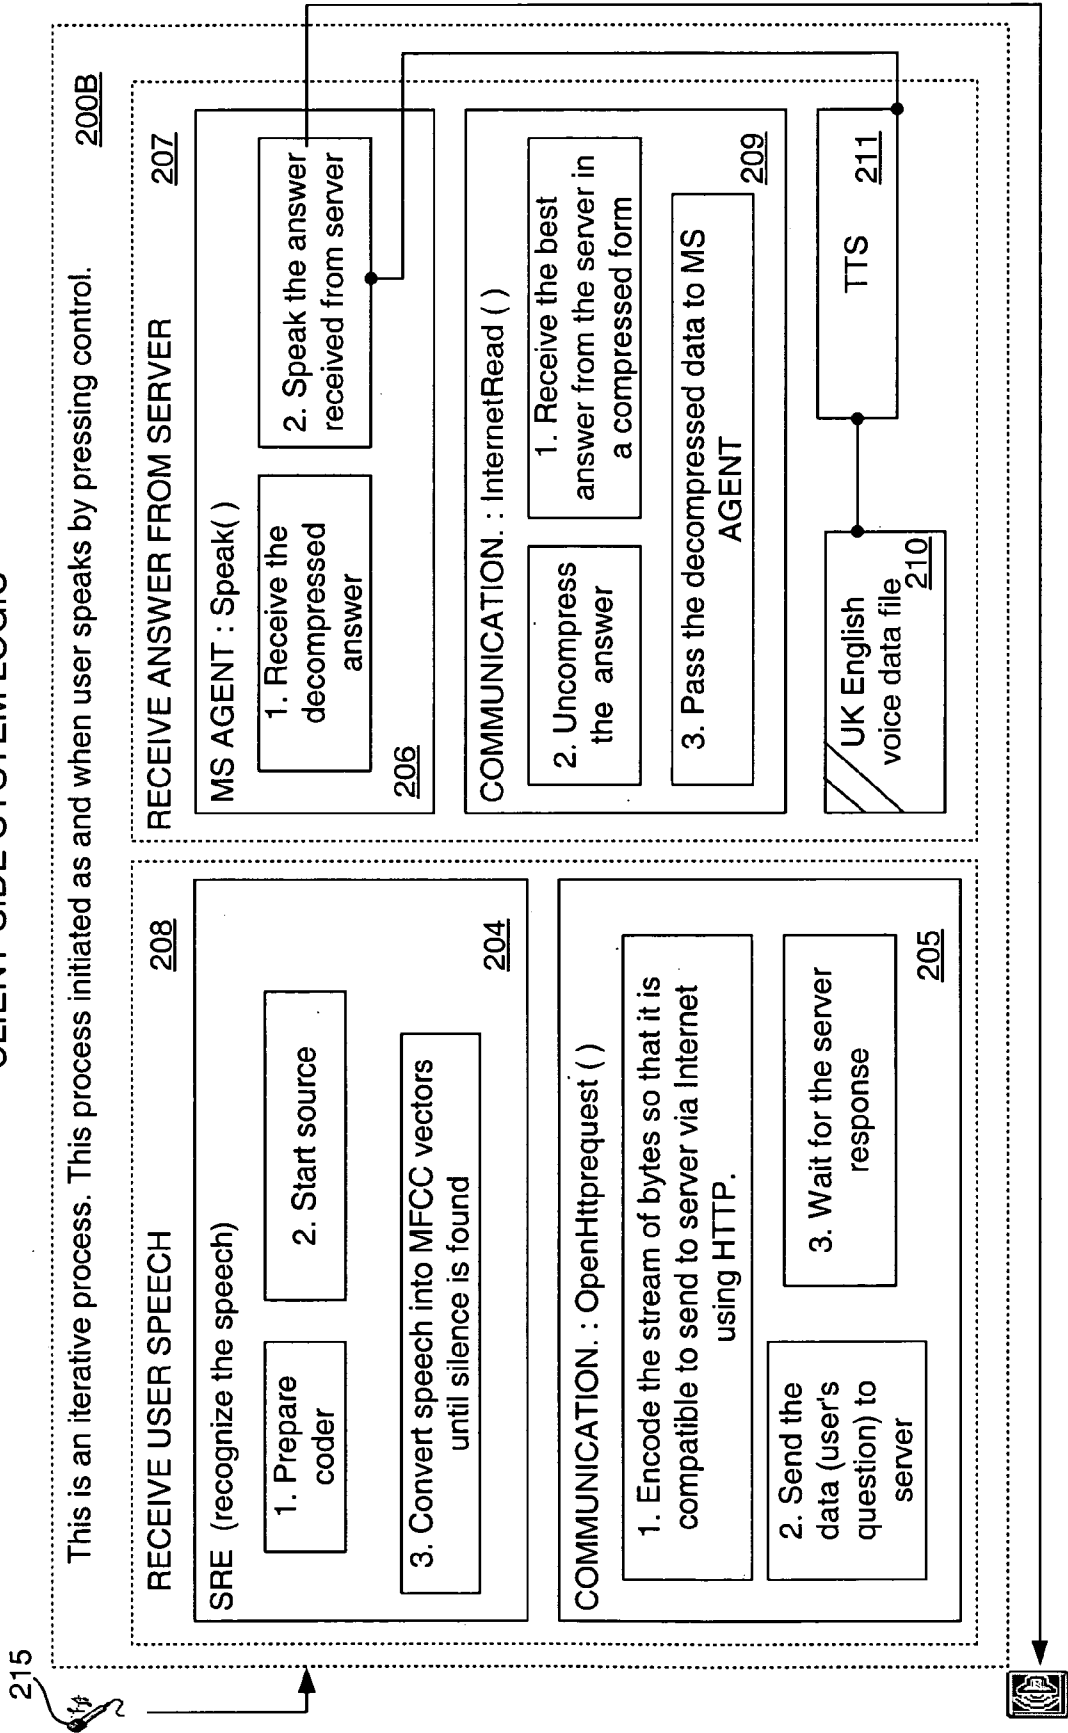 CLIENT SIDE SYSTEM LOGIC
This is an iterative process. This process initiated as and when user speaks by pressing control.
200B
215
RECEIVE USER SPEECH
208
SRE (recognize the speech)
1. Prepare
coder
2. Start source
3. Convert speech into MFCC vectors
until silence is found
204
COMMUNICATION. : OpenHttprequest ( )
1. Encode the stream of bytes so that it is
compatible to send to server via Internet
using HTTP.
2. Send the
data (user's
question) to
server
3. Wait for the server
response
205
RECEIVE ANSWER FROM SERVER
207
MS AGENT : Speak( )
1. Receive the
decompressed
answer
2. Speak the answer
received from server
206
COMMUNICATION. : InternetRead ( )
2. Uncompress
the answer
1. Receive the best
answer from the server in
a compressed form
3. Pass the decompressed data to MS
AGENT
209
UK English
voice data file
210
TTS
211